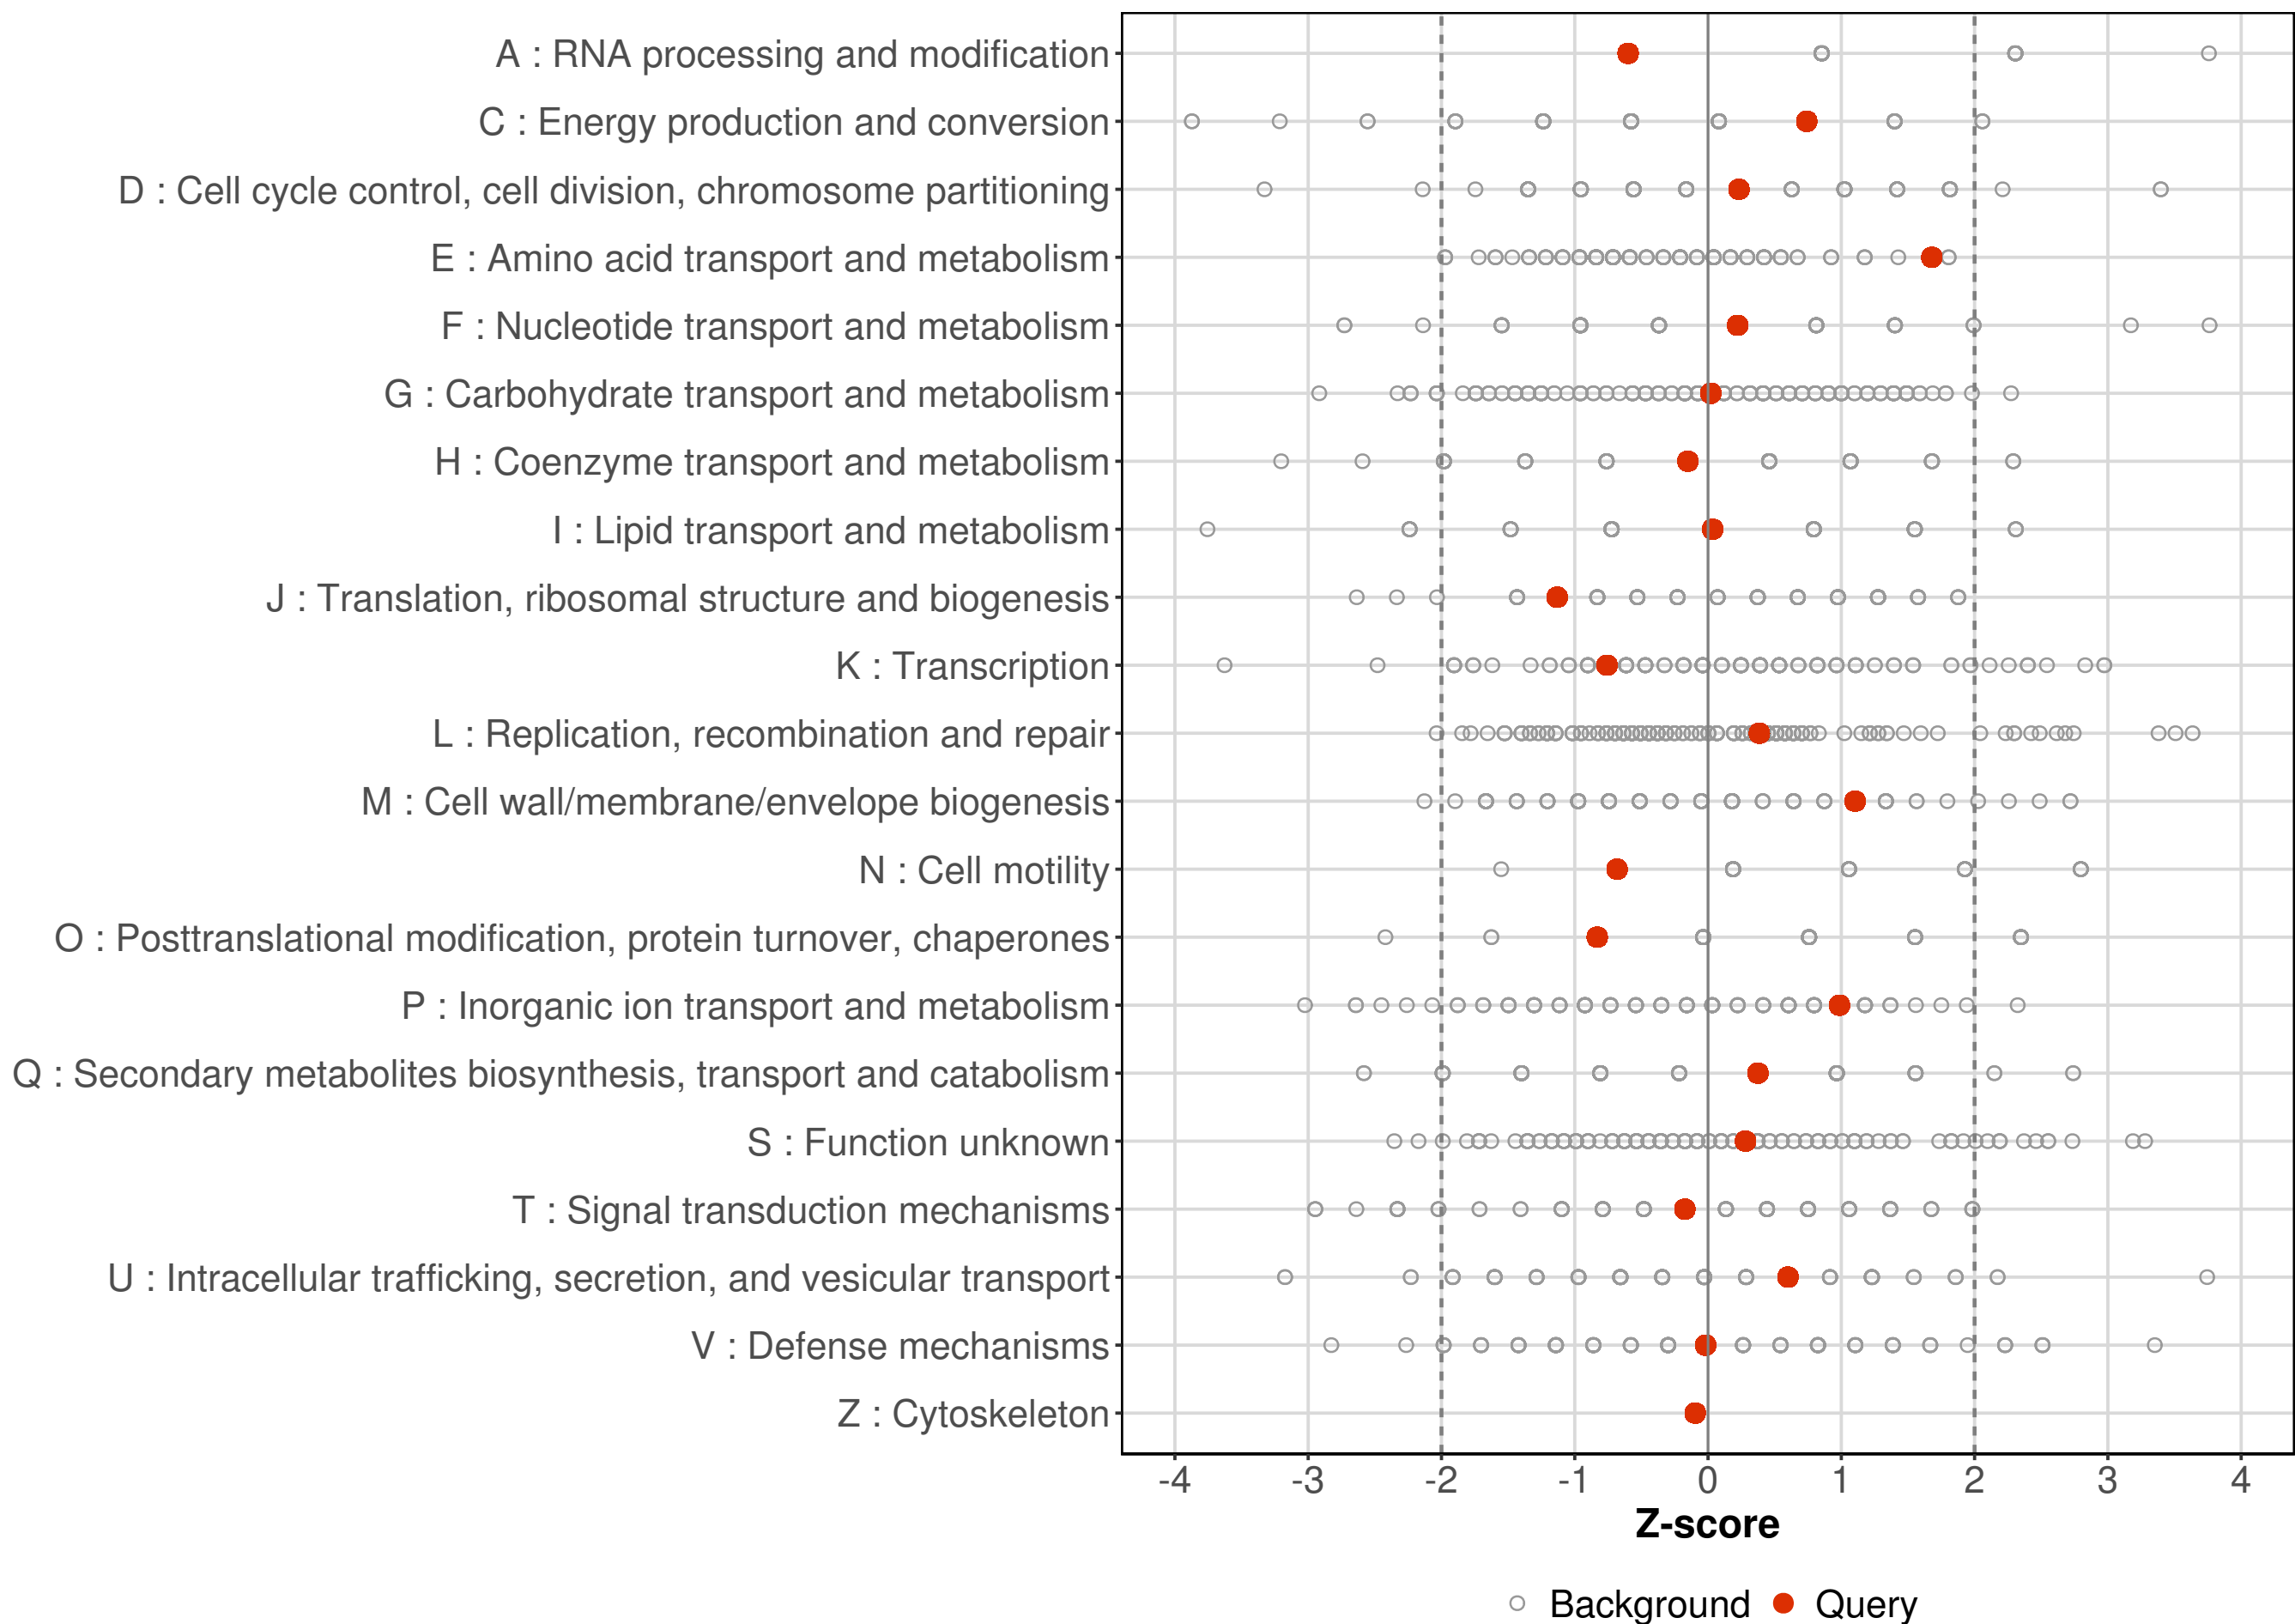 A : RNA processing and modification
C : Energy production and conversion
D : Cell cycle control, cell division, chromosome partitioning
E : Amino acid transport and metabolism
F : Nucleotide transport and metabolism
G : Carbohydrate transport and metabolism
H : Coenzyme transport and metabolism
I : Lipid transport and metabolism
J : Translation, ribosomal structure and biogenesis
K : Transcription
L : Replication, recombination and repair
M : Cell wall/membrane/envelope biogenesis
N : Cell motility
O : Posttranslational modification, protein turnover, chaperones
P : Inorganic ion transport and metabolism
Q : Secondary metabolites biosynthesis, transport and catabolism
S : Function unknown
T : Signal transduction mechanisms
U : Intracellular trafficking, secretion, and vesicular transport
V : Defense mechanisms
Z : Cytoskeleton
-4 -3 -2 -1 0 1 2 3 4
Z-score
Background Query